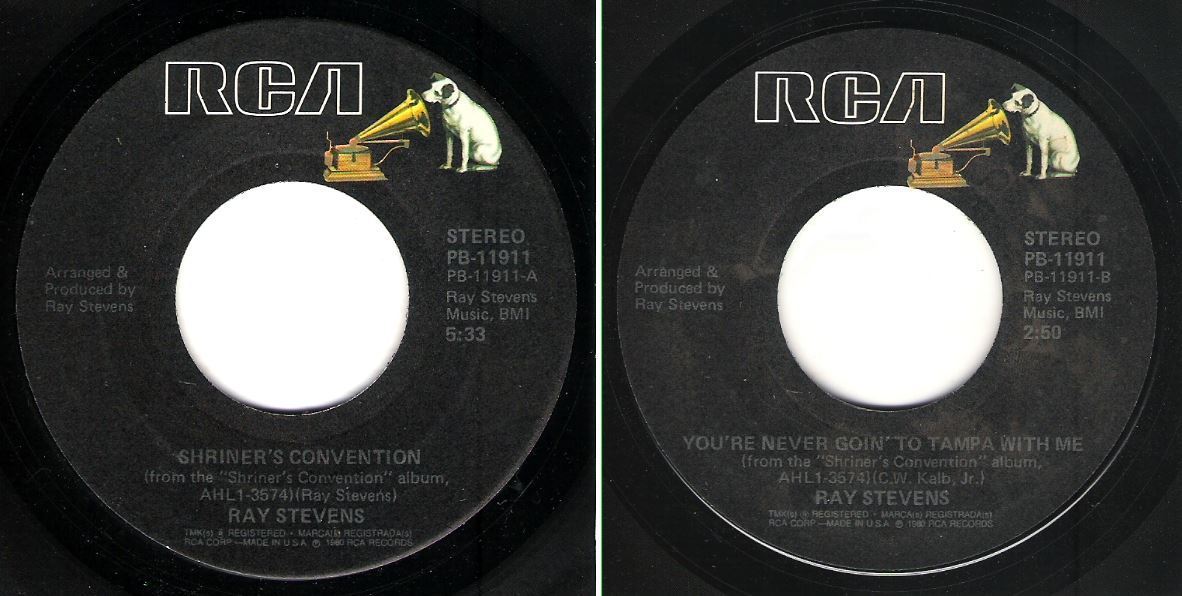 RCA
STEREO
PB-11911
PB-11911-A
Arranged &
Produced by
Ray Stevens
Ray Stevens
Music, BMI
5:33
SHRINER'S CONVENTION
(from the "Shriner's Convention" album,
AHL1-3574)(Ray Stevens)
RAY STEVENS
TMK(s) ® REGISTERED • MARCA(s) REGISTRADA(s)
RCA CORP.—MADE IN U.S.A. ℗ 1980 RCA RECORDS
RCA
STEREO
PB-11911
PB-11911-B
Arranged &
Produced by
Ray Stevens
Ray Stevens
Music, BMI
2:50
YOU'RE NEVER GOIN' TO TAMPA WITH ME
(from the "Shriner's Convention" album,
AHL1-3574)(C.W. Kalb, Jr.)
RAY STEVENS
TMK(s) ® REGISTERED • MARCA(s) REGISTRADA(s)
RCA CORP.—MADE IN U.S.A. ℗ 1980 RCA RECORDS